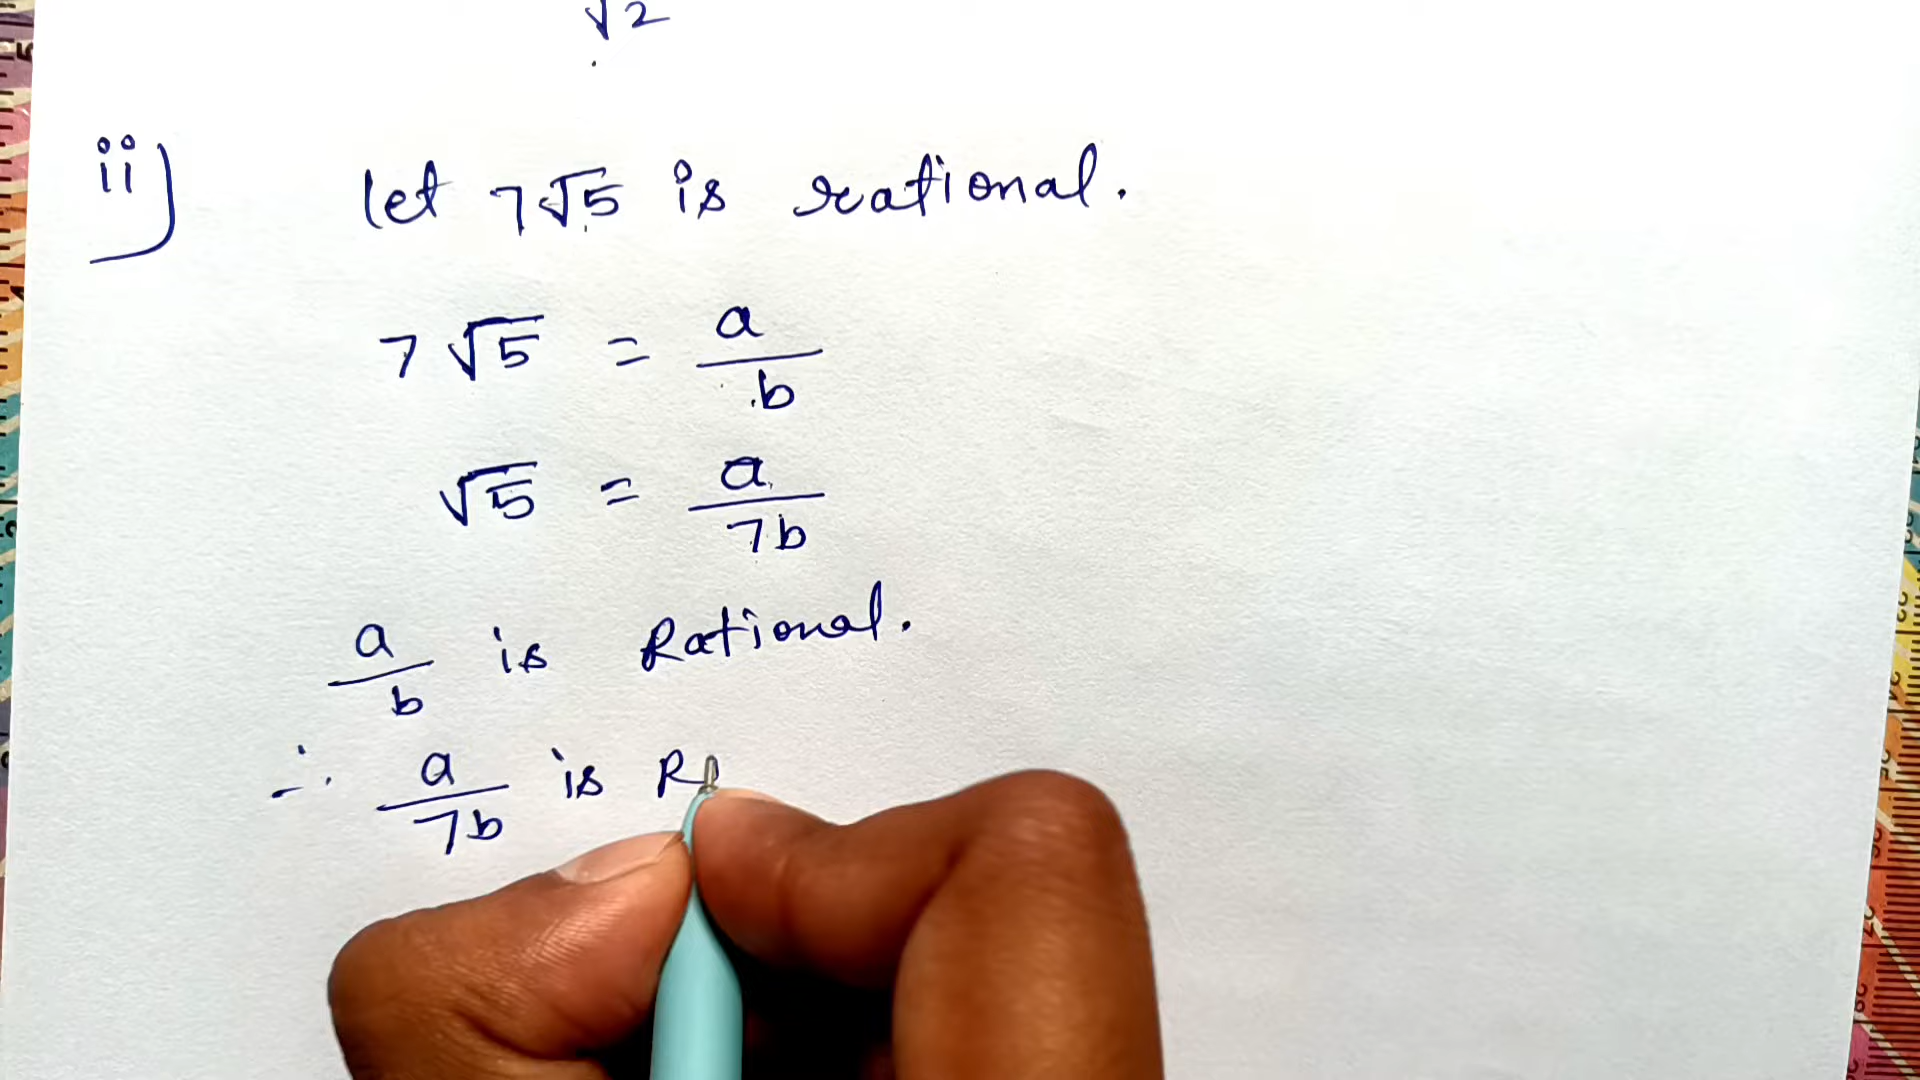 √2
ii)
let 7√5 is rational.
7√5 = a/b
√5 = a/7b
a/b is Rational.
∴ a/7b is R